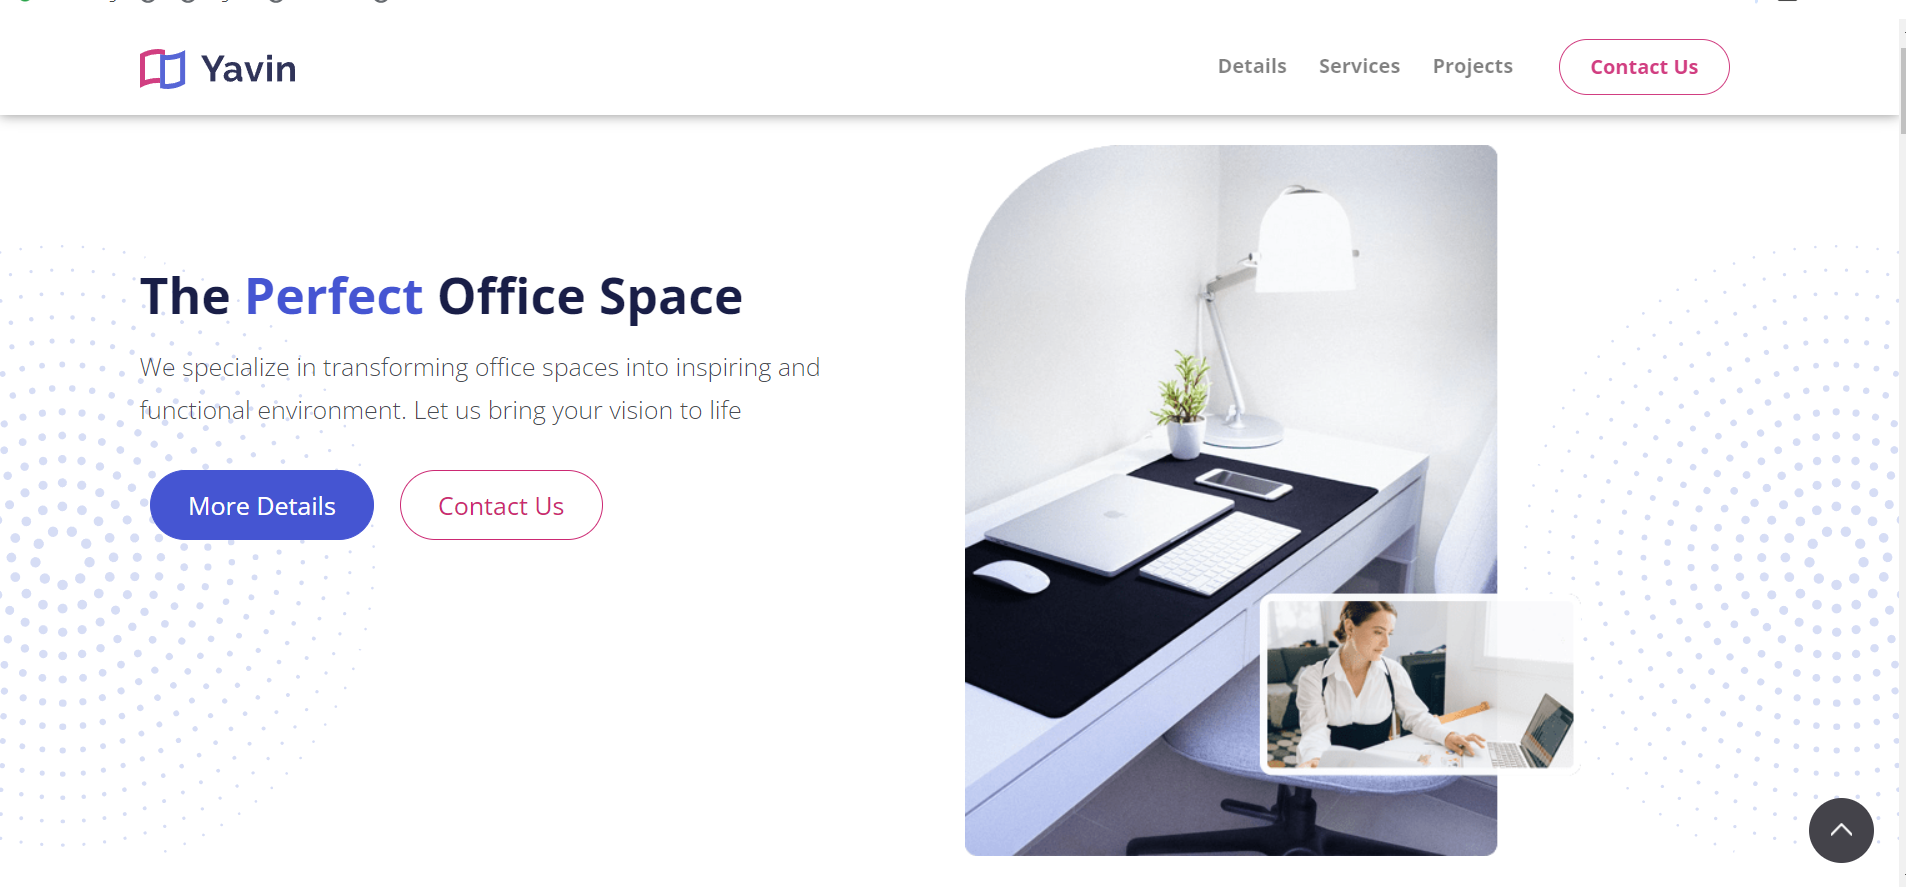 Yavin
Details
Services
Projects
Contact Us
The Perfect Office Space
We specialize in transforming office spaces into inspiring and
functional environment. Let us bring your vision to life
More Details
Contact Us